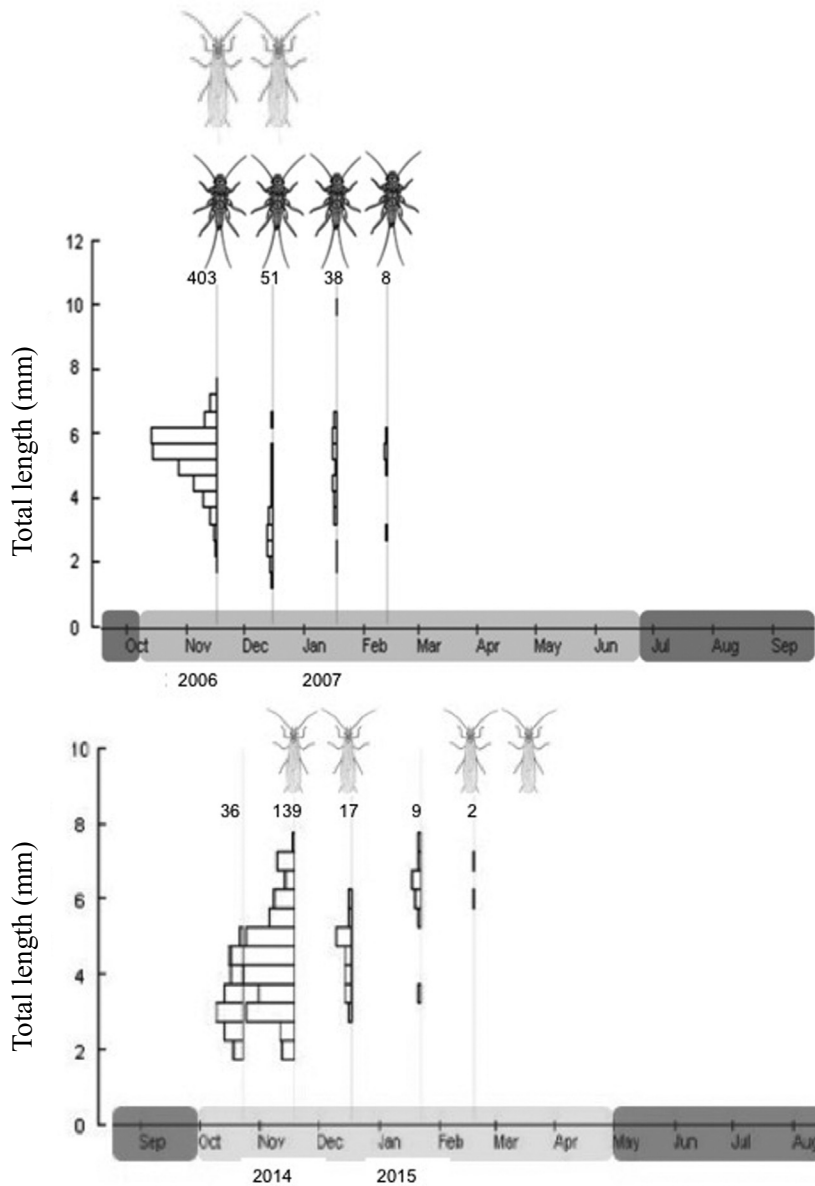 12
403 51 38 8
10
8
6
4
2
0
Total length (mm)
Oct Nov Dec Jan Feb Mar Apr May Jun Jul Aug Sep
2006 2007
10
36 139 17 9 2
8
6
4
2
0
Total length (mm)
Sep Oct Nov Dec Jan Feb Mar Apr May Jun Jul Aug
2014 2015